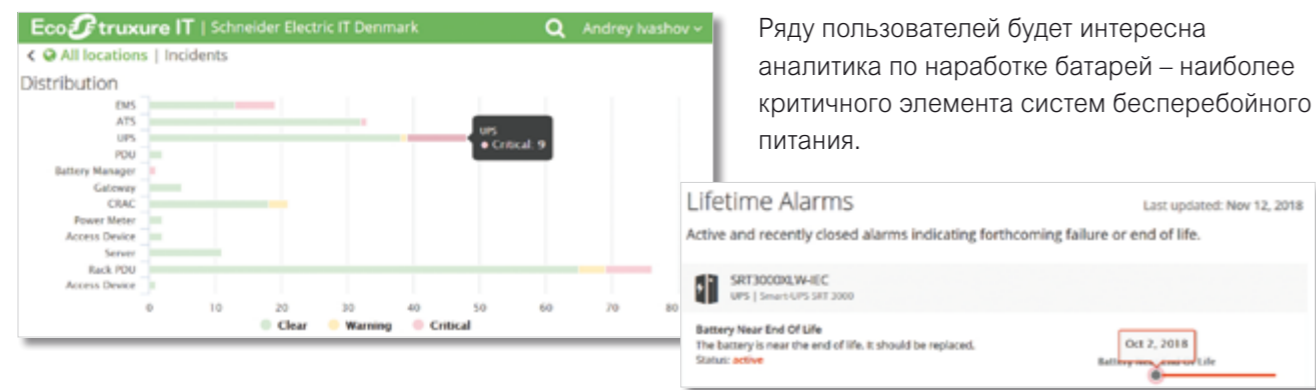 EcoStruxure IT | Schneider Electric IT Denmark
Andrey Ivashov
< All locations | Incidents
Distribution
EMS
ATS
UPS
PDU
Battery Manager
Gateway
CRAC
Power Meter
Access Device
Server
Rack PDU
Access Device
UPS
Critical: 9
0 10 20 30 40 50 60 70 80
Clear Warning Critical
Ряду пользователей будет интересна
аналитика по наработке батарей – наиболее
критичного элемента систем бесперебойного
питания.
Lifetime Alarms
Last updated: Nov 12, 2018
Active and recently closed alarms indicating forthcoming failure or end of life.
SRT3000XLW-IEC
UPS | Smart-UPS SRT 3000
Battery Near End Of Life
The battery is near the end of life. It should be replaced.
Status: active
Oct 2, 2018
Battery Near End Of Life